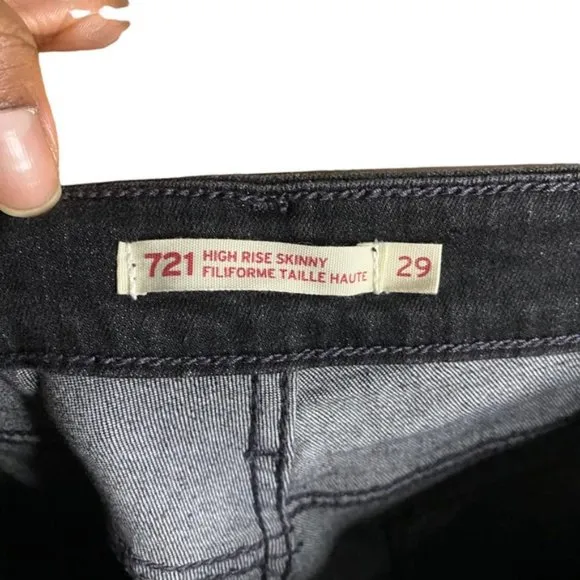 721 HIGH RISE SKINNY
FILIFORME TAILLE HAUTE
29